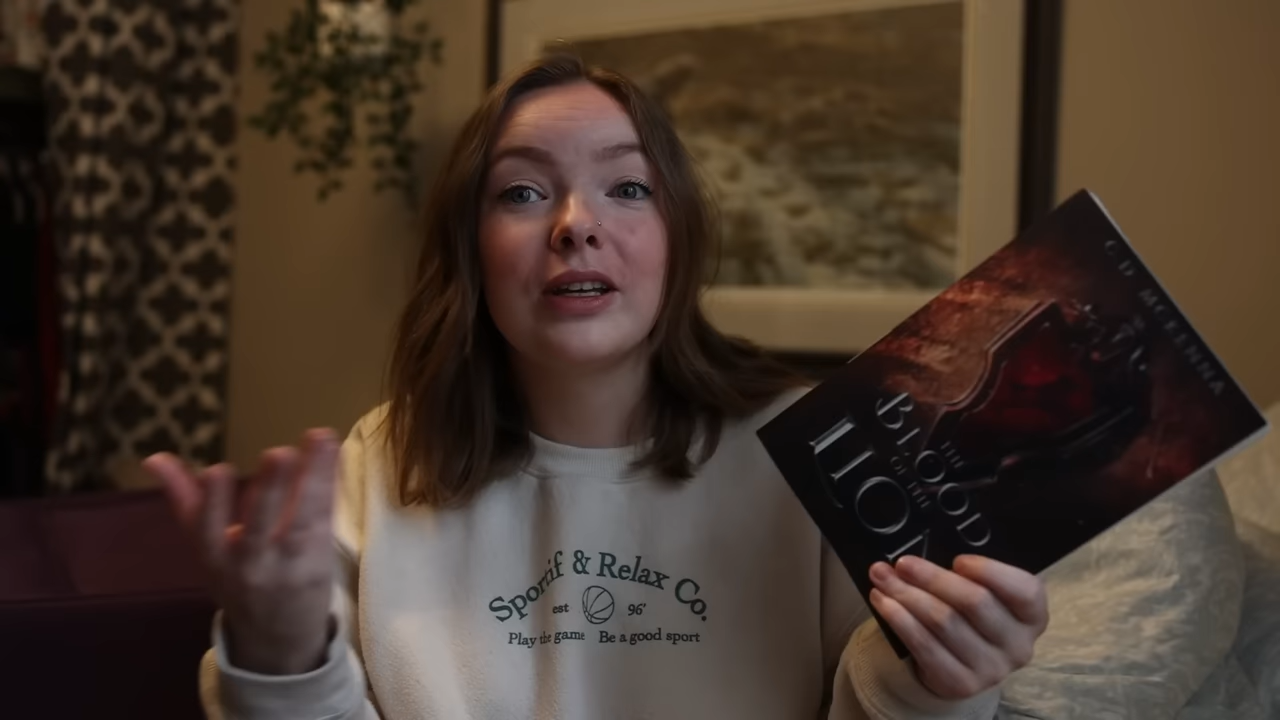 C D MCKENNA
THE
BLOOD
OF THE
LION
Sportif & Relax Co.
est 96'
Play the game Be a good sport